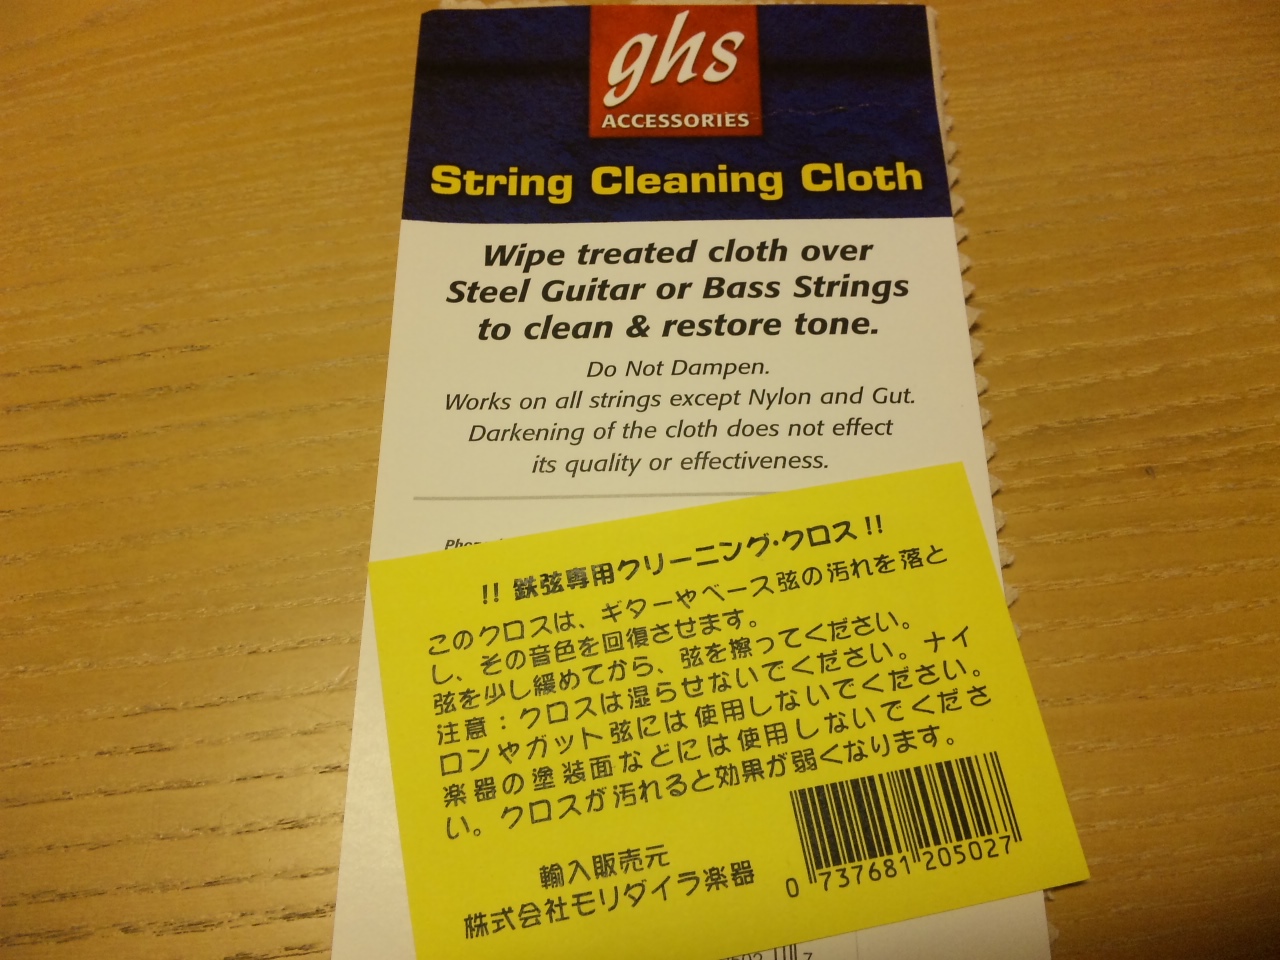 ghs
ACCESSORIES
String Cleaning Cloth
Wipe treated cloth over
Steel Guitar or Bass Strings
to clean & restore tone.
Do Not Dampen.
Works on all strings except Nylon and Gut.
Darkening of the cloth does not effect
its quality or effectiveness.
!! 鉄弦専用クリーニング・クロス !!
このクロスは、ギターやベース弦の汚れを落と
し、その音色を回復させます。
弦を少し緩めてから、弦を擦ってください。
注意：クロスは湿らせないでください。ナイ
ロンやガット弦には使用しないでください。
楽器の塗装面などには使用しないでくださ
い。クロスが汚れると効果が弱くなります。
輸入販売元
株式会社モリダイラ楽器
0 737681 205027